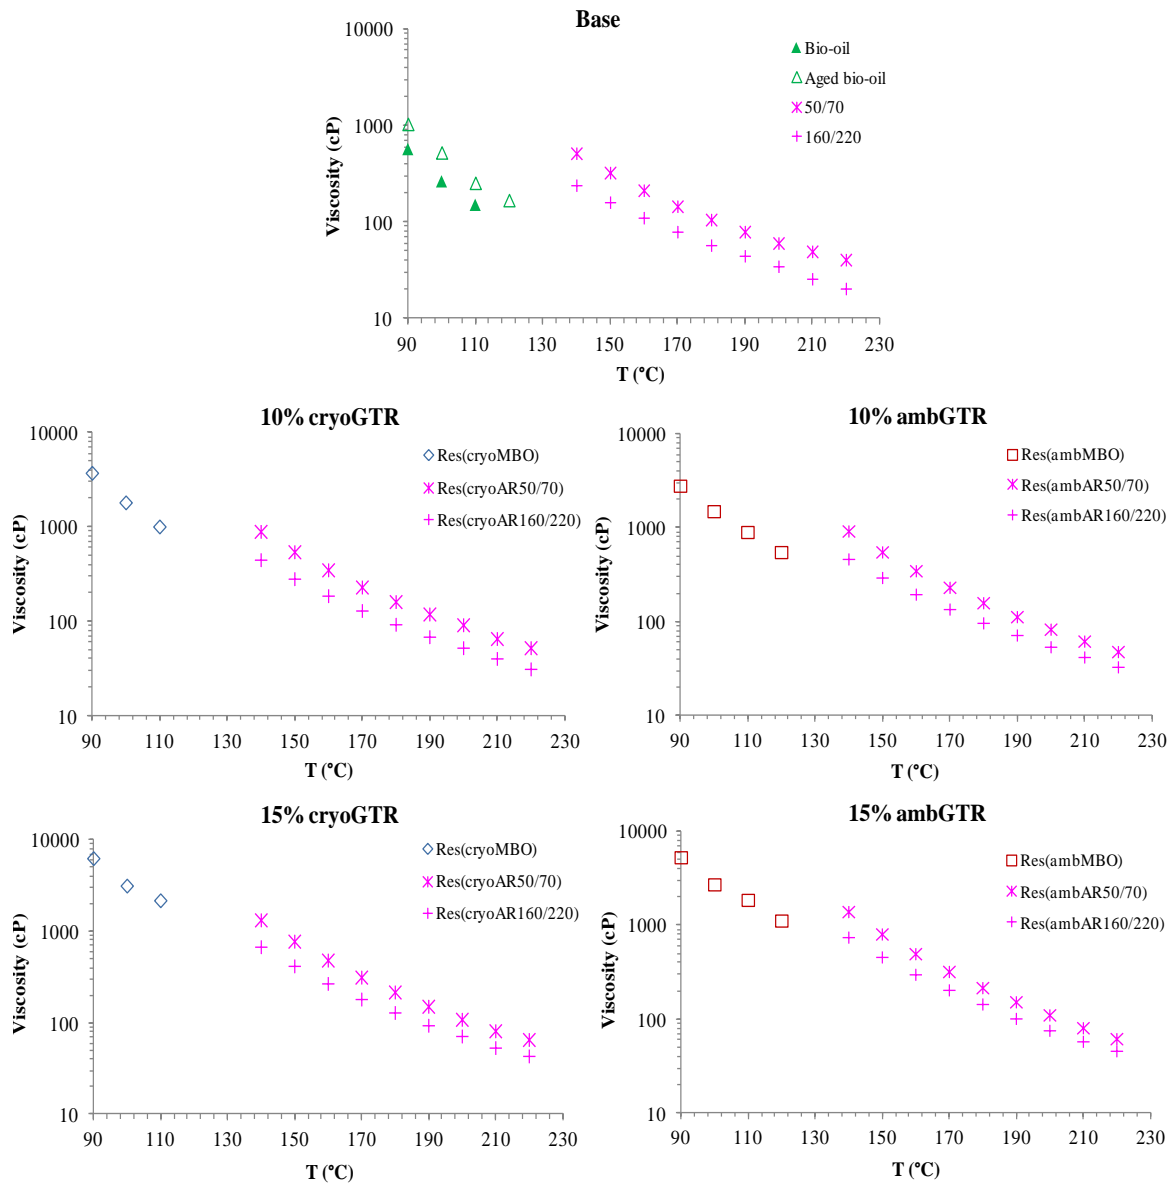 Base
10000
1000
100
10
Viscosity (cP)
Bio-oil
Aged bio-oil
50/70
160/220
90 110 130 150 170 190 210 230
T (°C)
10% cryoGTR
10000
1000
100
10
Viscosity (cP)
Res(cryoMBO)
Res(cryoAR50/70)
Res(cryoAR160/220)
90 110 130 150 170 190 210 230
T (°C)
10% ambGTR
10000
1000
100
10
Viscosity (cP)
Res(ambMBO)
Res(ambAR50/70)
Res(ambAR160/220)
90 110 130 150 170 190 210 230
T (°C)
15% cryoGTR
10000
1000
100
10
Viscosity (cP)
Res(cryoMBO)
Res(cryoAR50/70)
Res(cryoAR160/220)
90 110 130 150 170 190 210 230
T (°C)
15% ambGTR
10000
1000
100
10
Viscosity (cP)
Res(ambMBO)
Res(ambAR50/70)
Res(ambAR160/220)
90 110 130 150 170 190 210 230
T (°C)